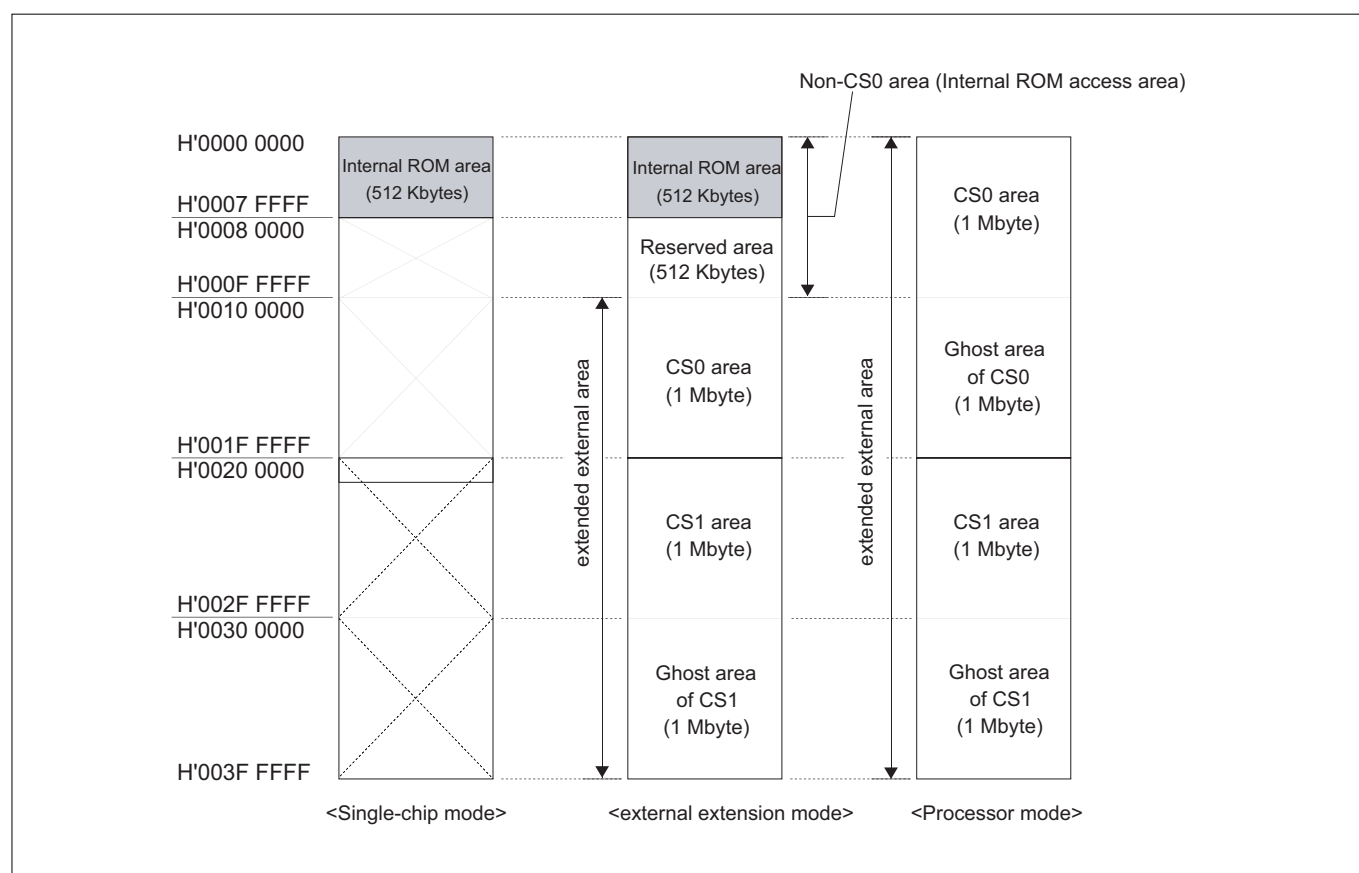 Non-CS0 area (Internal ROM access area)
H'0000 0000
H'0007 FFFF
H'0008 0000
H'000F FFFF
H'0010 0000
H'001F FFFF
H'0020 0000
H'002F FFFF
H'0030 0000
H'003F FFFF
Internal ROM area
(512 Kbytes)
<Single-chip mode>
extended external area
Internal ROM area
(512 Kbytes)
Reserved area
(512 Kbytes)
CS0 area
(1 Mbyte)
CS1 area
(1 Mbyte)
Ghost area
of CS1
(1 Mbyte)
<external extension mode>
extended external area
CS0 area
(1 Mbyte)
Ghost area
of CS0
(1 Mbyte)
CS1 area
(1 Mbyte)
Ghost area
of CS1
(1 Mbyte)
<Processor mode>